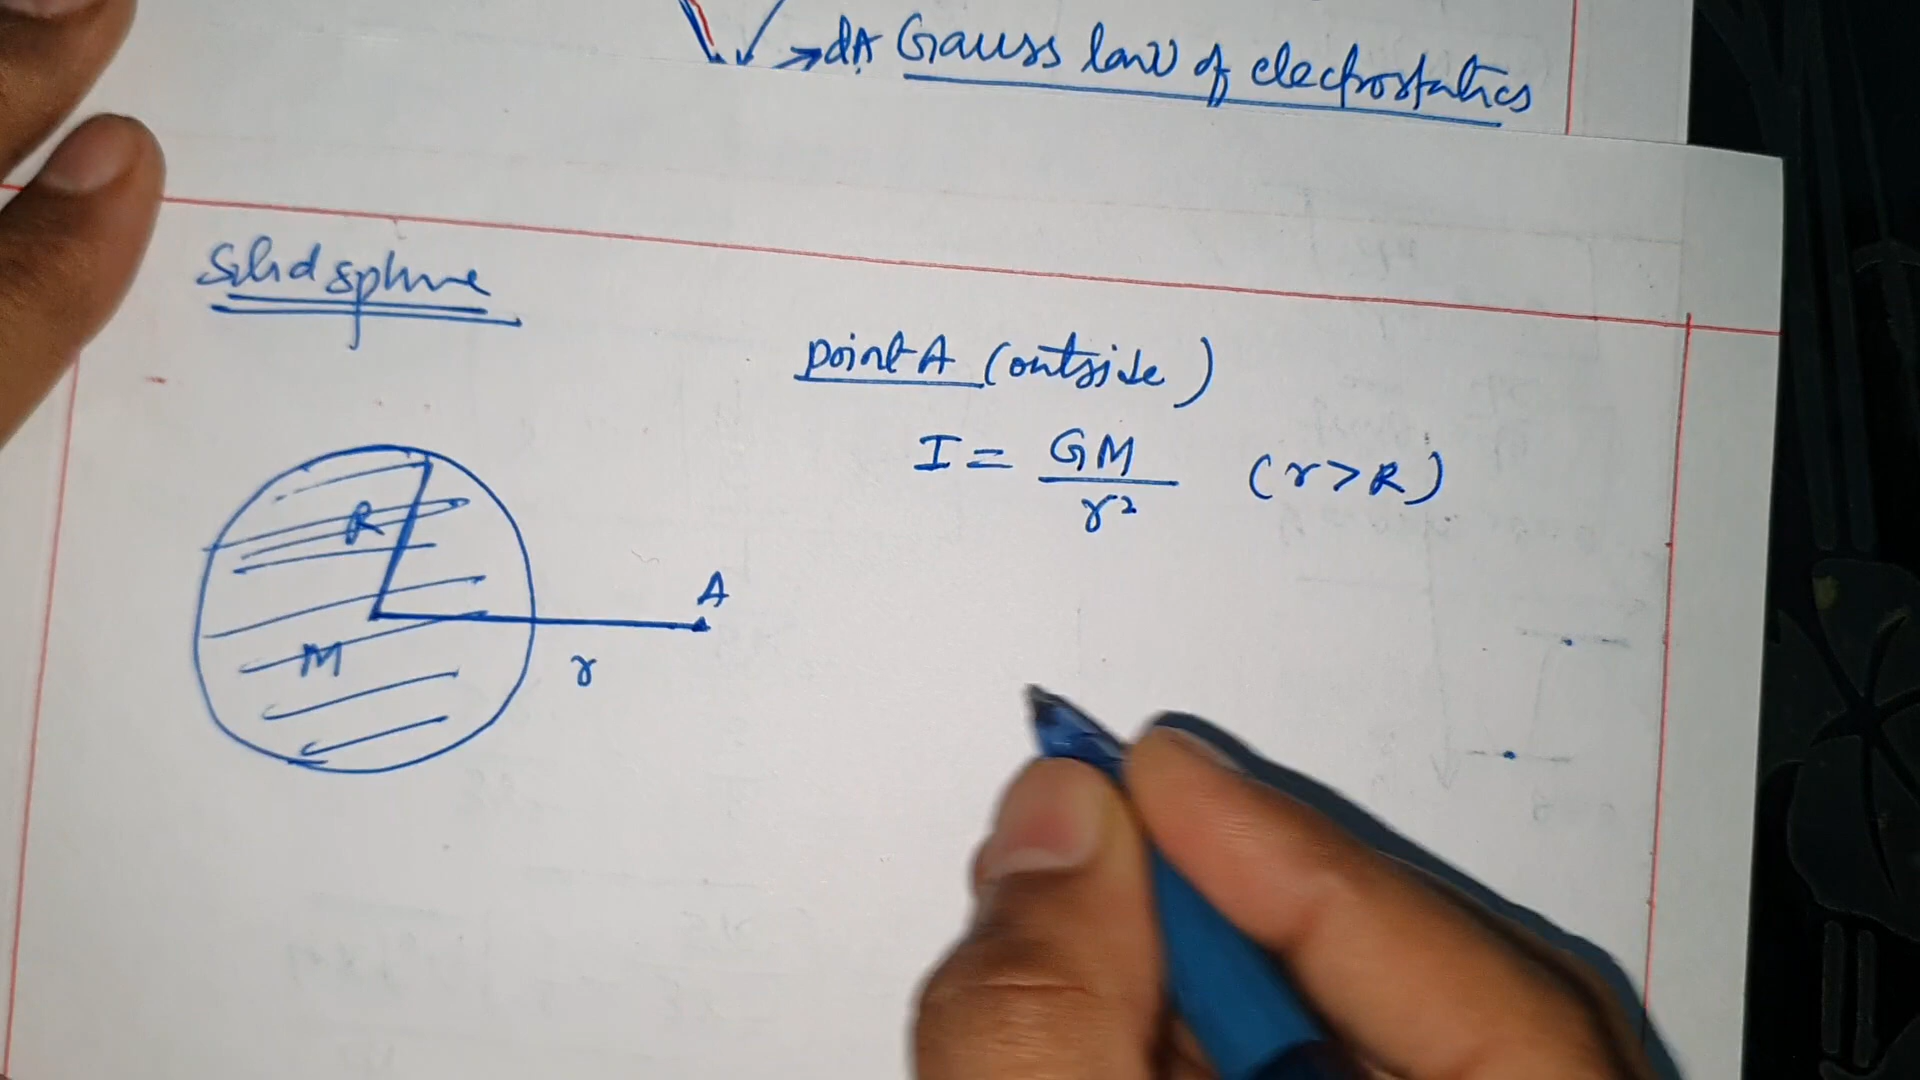 →dA Gauss law of electrostatics
Solid sphere
point A (outside)
I = GM/r² (r>R)
R
A
M
r